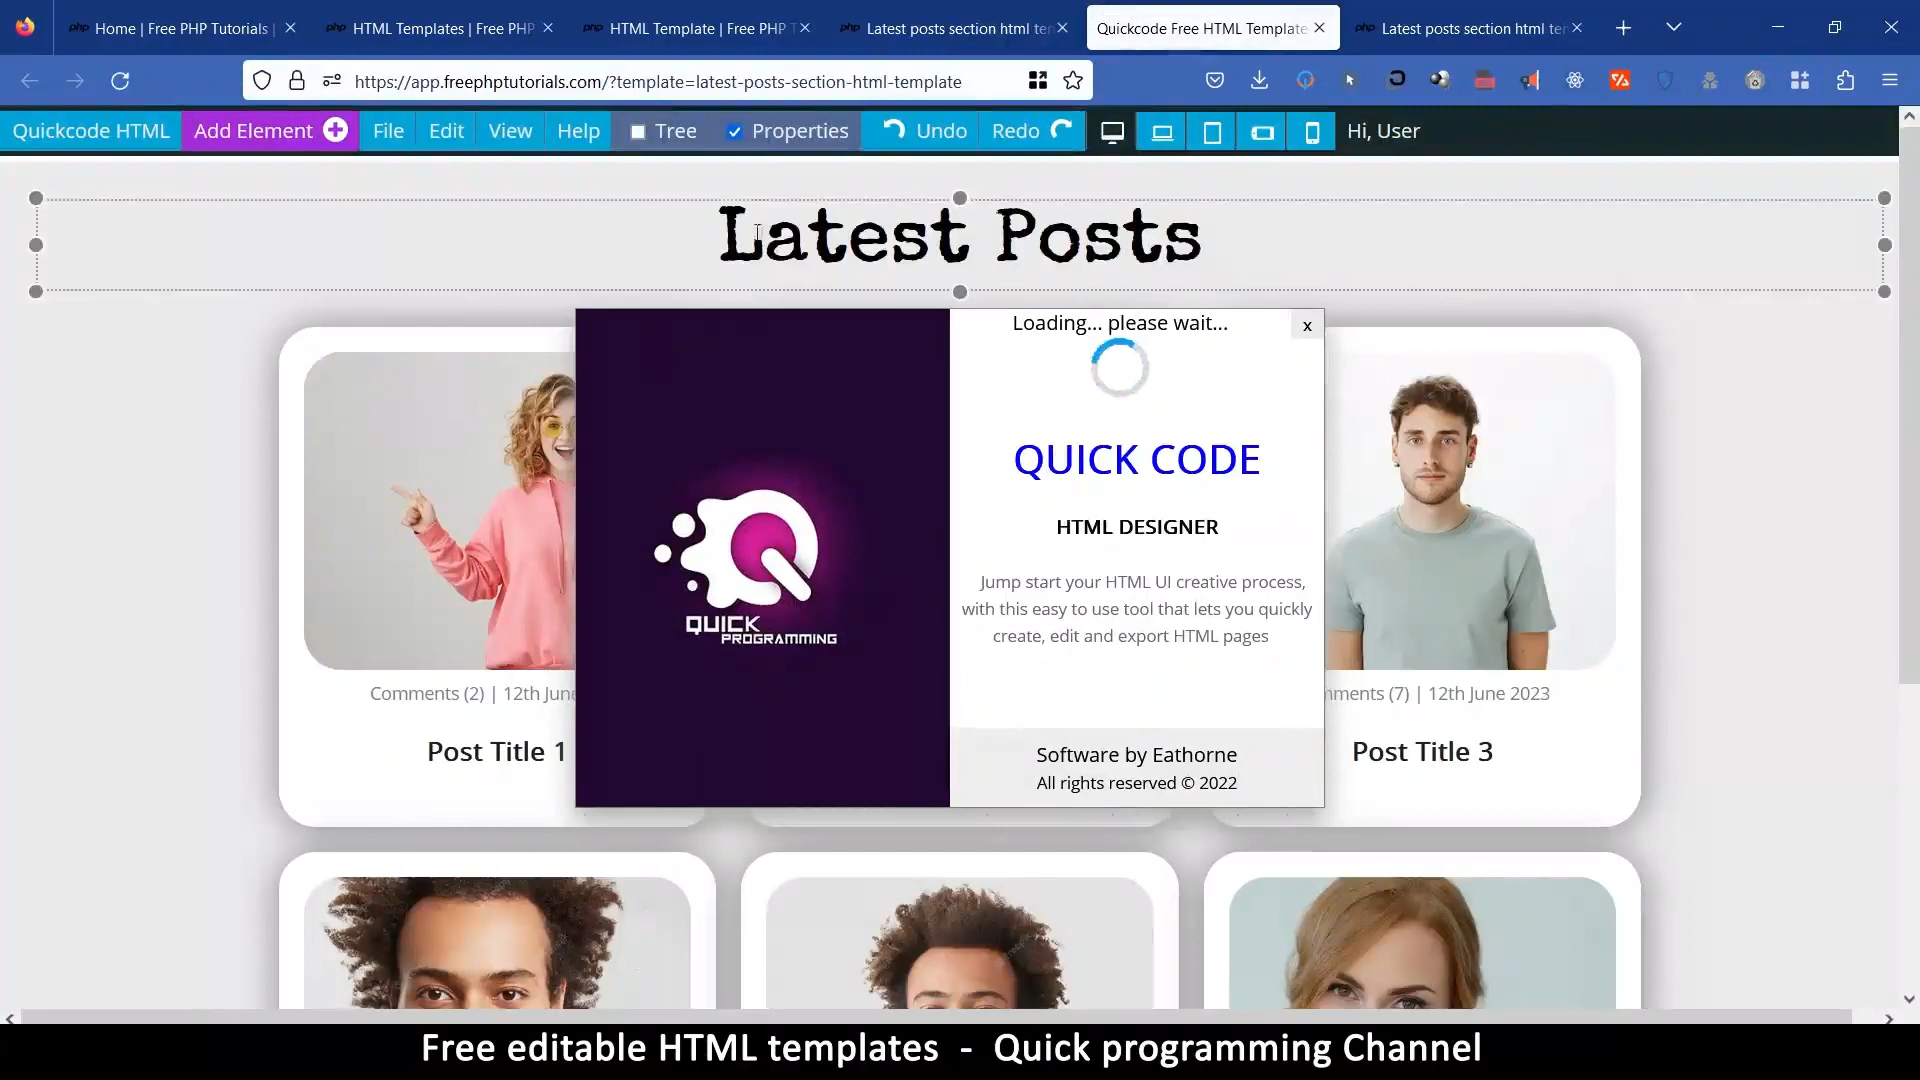 Home | Free PHP Tutorials |
HTML Templates | Free PHP
HTML Template | Free PHP T
Latest posts section html ter
Quickcode Free HTML Template
Latest posts section html ter
https://app.freephptutorials.com/?template=latest-posts-section-html-template
Quickcode HTML
Add Element
File
Edit
View
Help
Tree
Properties
Undo
Redo
Hi, User
Latest Posts
Loading... please wait...
x
QUICK CODE
HTML DESIGNER
Jump start your HTML UI creative process,
with this easy to use tool that lets you quickly
create, edit and export HTML pages
QUICK
PROGRAMMING
Software by Eathorne
All rights reserved © 2022
Comments (2) | 12th June
Post Title 1
mments (7) | 12th June 2023
Post Title 3
Free editable HTML templates - Quick programming Channel